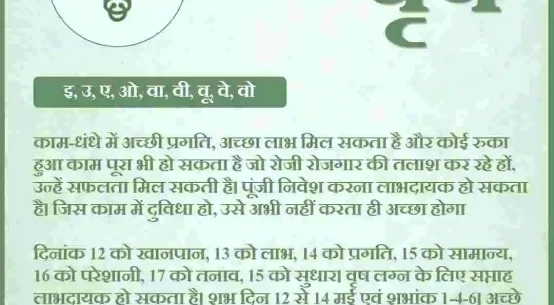 वृष
इ, उ, ए, ओ, वा, वी, वू, वे, वो
काम-धंधे में अच्छी प्रगति, अच्छा लाभ मिल सकता है और कोई रुका
हुआ काम पूरा भी हो सकता है जो रोजी रोजगार की तलाश कर रहे हों,
उन्हें सफलता मिल सकती है। पूंजी निवेश करना लाभदायक हो सकता
है। जिस काम में दुविधा हो, उसे अभी नहीं करता ही अच्छा होगा
दिनांक 12 को खानपान, 13 को लाभ, 14 को प्रगति, 15 को सामान्य,
16 को परेशानी, 17 को तनाव, 15 को सुधार। वृष लग्न के लिए सप्ताह
लाभदायक हो सकता है। शुभ दिन 12 से 14 मई एवं शुभांक 1-4-6। अच्छे